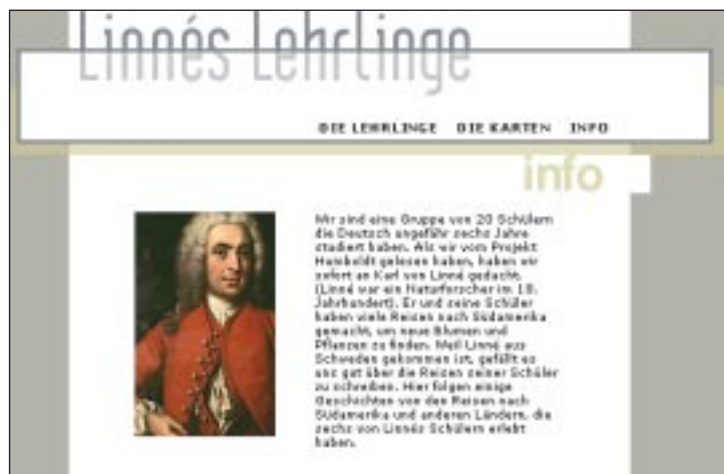 Linnés Lehrlinge
DIE LEHRLINGE DIE KARTEN INFO
info
Wir sind eine Gruppe von 20 Schülern
die Deutsch ungefähr sechs Jahre
studiert haben. Als wir vom Projekt
Humboldt gelesen haben, haben wir
sofort an Karl von Linné gedacht.
(Linné war ein Naturforscher im 18.
Jahrhundert). Er und seine Schüler
haben viele Reisen nach Südamerika
gemacht, um neue Blumen und
Pflanzen zu finden. Weil Linné aus
Schweden gekommen ist, gefällt es
uns gut über die Reisen seiner Schüler
zu schreiben. Hier folgen einige
Geschichten von den Reisen nach
Südamerika und anderen Ländern, die
sechs von Linnés Schülern erlebt
haben.